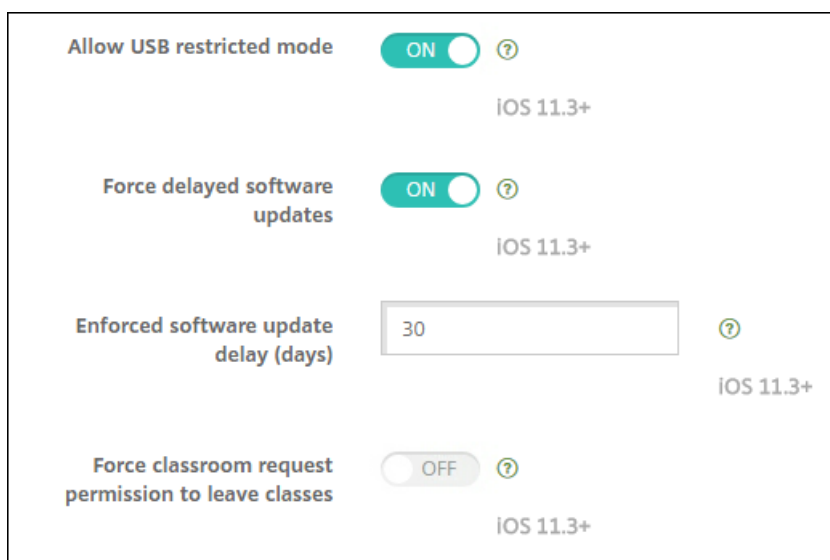 Allow USB restricted mode
ON
iOS 11.3+
Force delayed software
updates
ON
iOS 11.3+
Enforced software update
delay (days)
30
iOS 11.3+
Force classroom request
permission to leave classes
OFF
iOS 11.3+